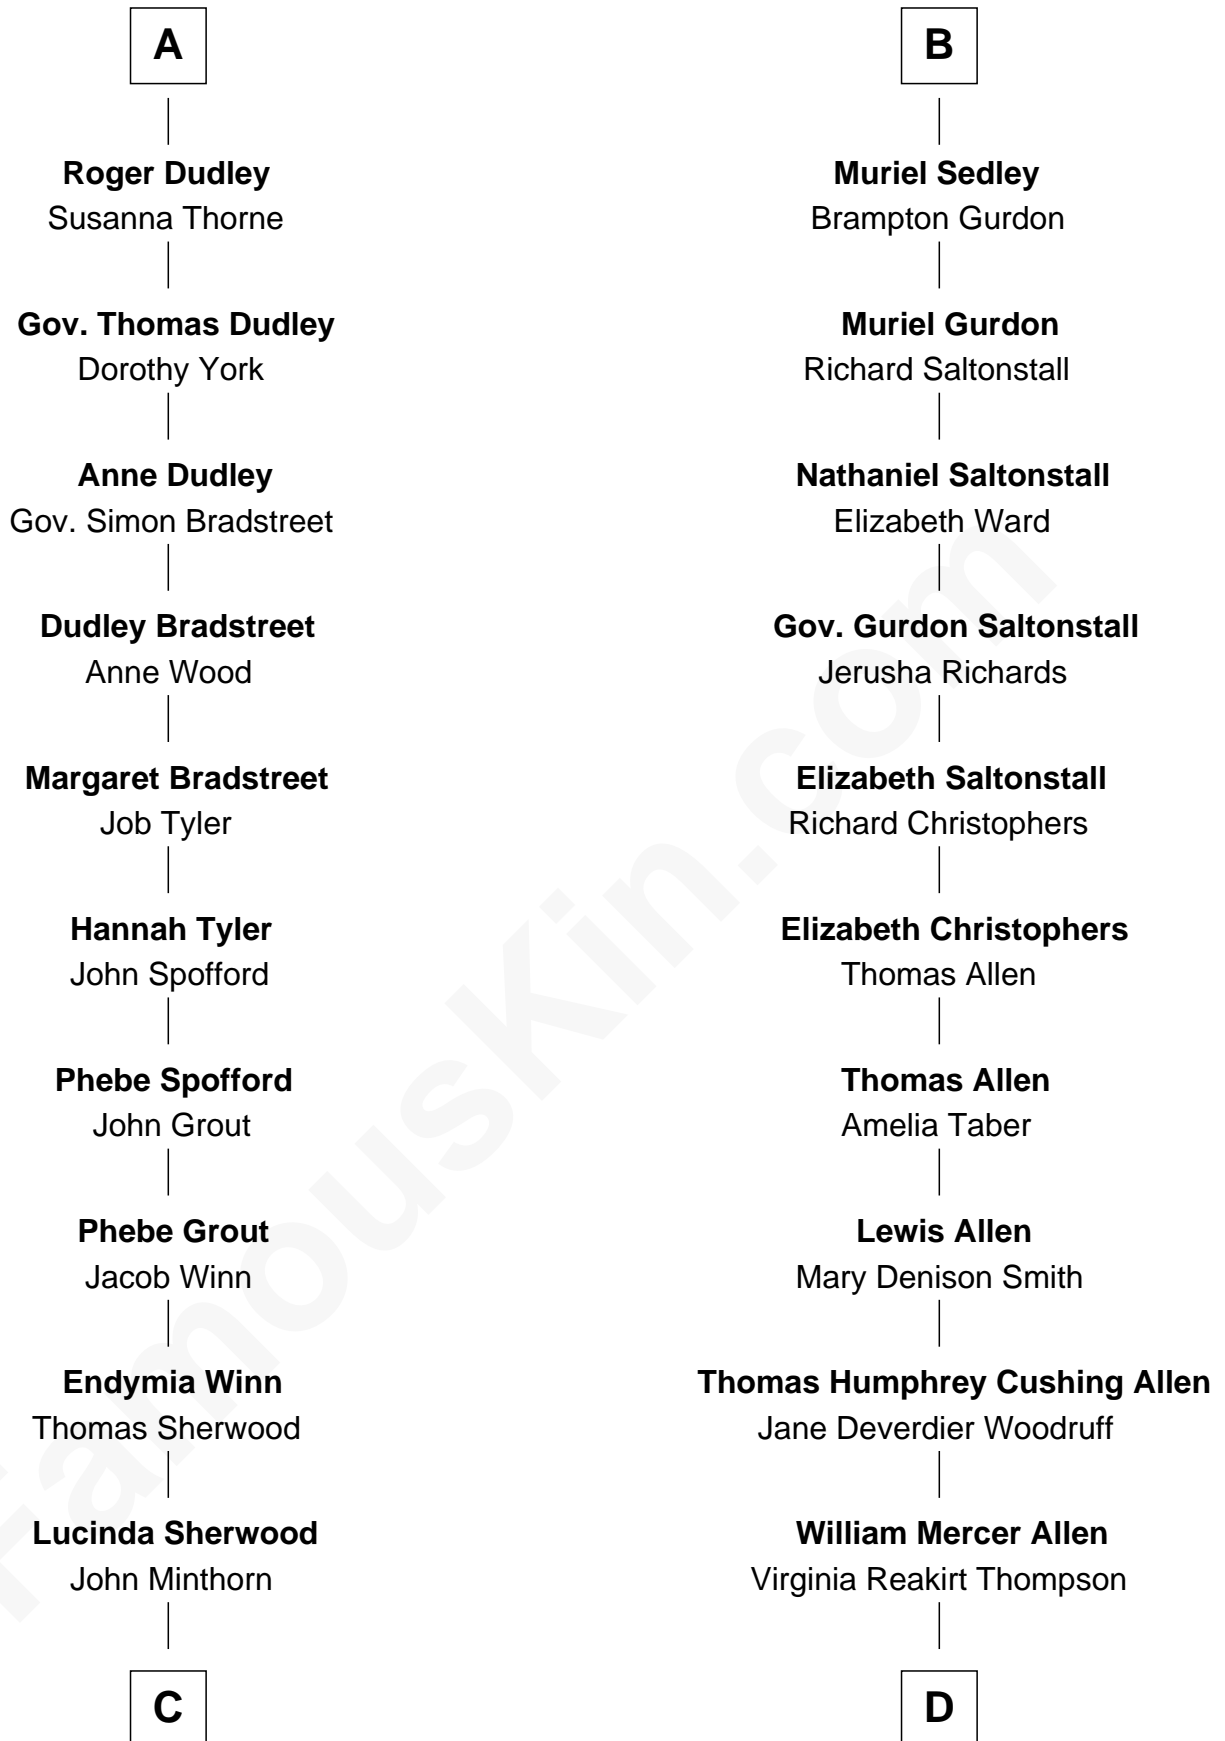 A
Roger Dudley
Susanna Thorne
Gov. Thomas Dudley
Dorothy York
Anne Dudley
Gov. Simon Bradstreet
Dudley Bradstreet
Anne Wood
Margaret Bradstreet
Job Tyler
Hannah Tyler
John Spofford
Phebe Spofford
John Grout
Phebe Grout
Jacob Winn
Endymia Winn
Thomas Sherwood
Lucinda Sherwood
John Minthorn
C
B
Muriel Sedley
Brampton Gurdon
Muriel Gurdon
Richard Saltonstall
Nathaniel Saltonstall
Elizabeth Ward
Gov. Gurdon Saltonstall
Jerusha Richards
Elizabeth Saltonstall
Richard Christophers
Elizabeth Christophers
Thomas Allen
Thomas Allen
Amelia Taber
Lewis Allen
Mary Denison Smith
Thomas Humphrey Cushing Allen
Jane Deverdier Woodruff
William Mercer Allen
Virginia Reakirt Thompson
D
FamousKin.com